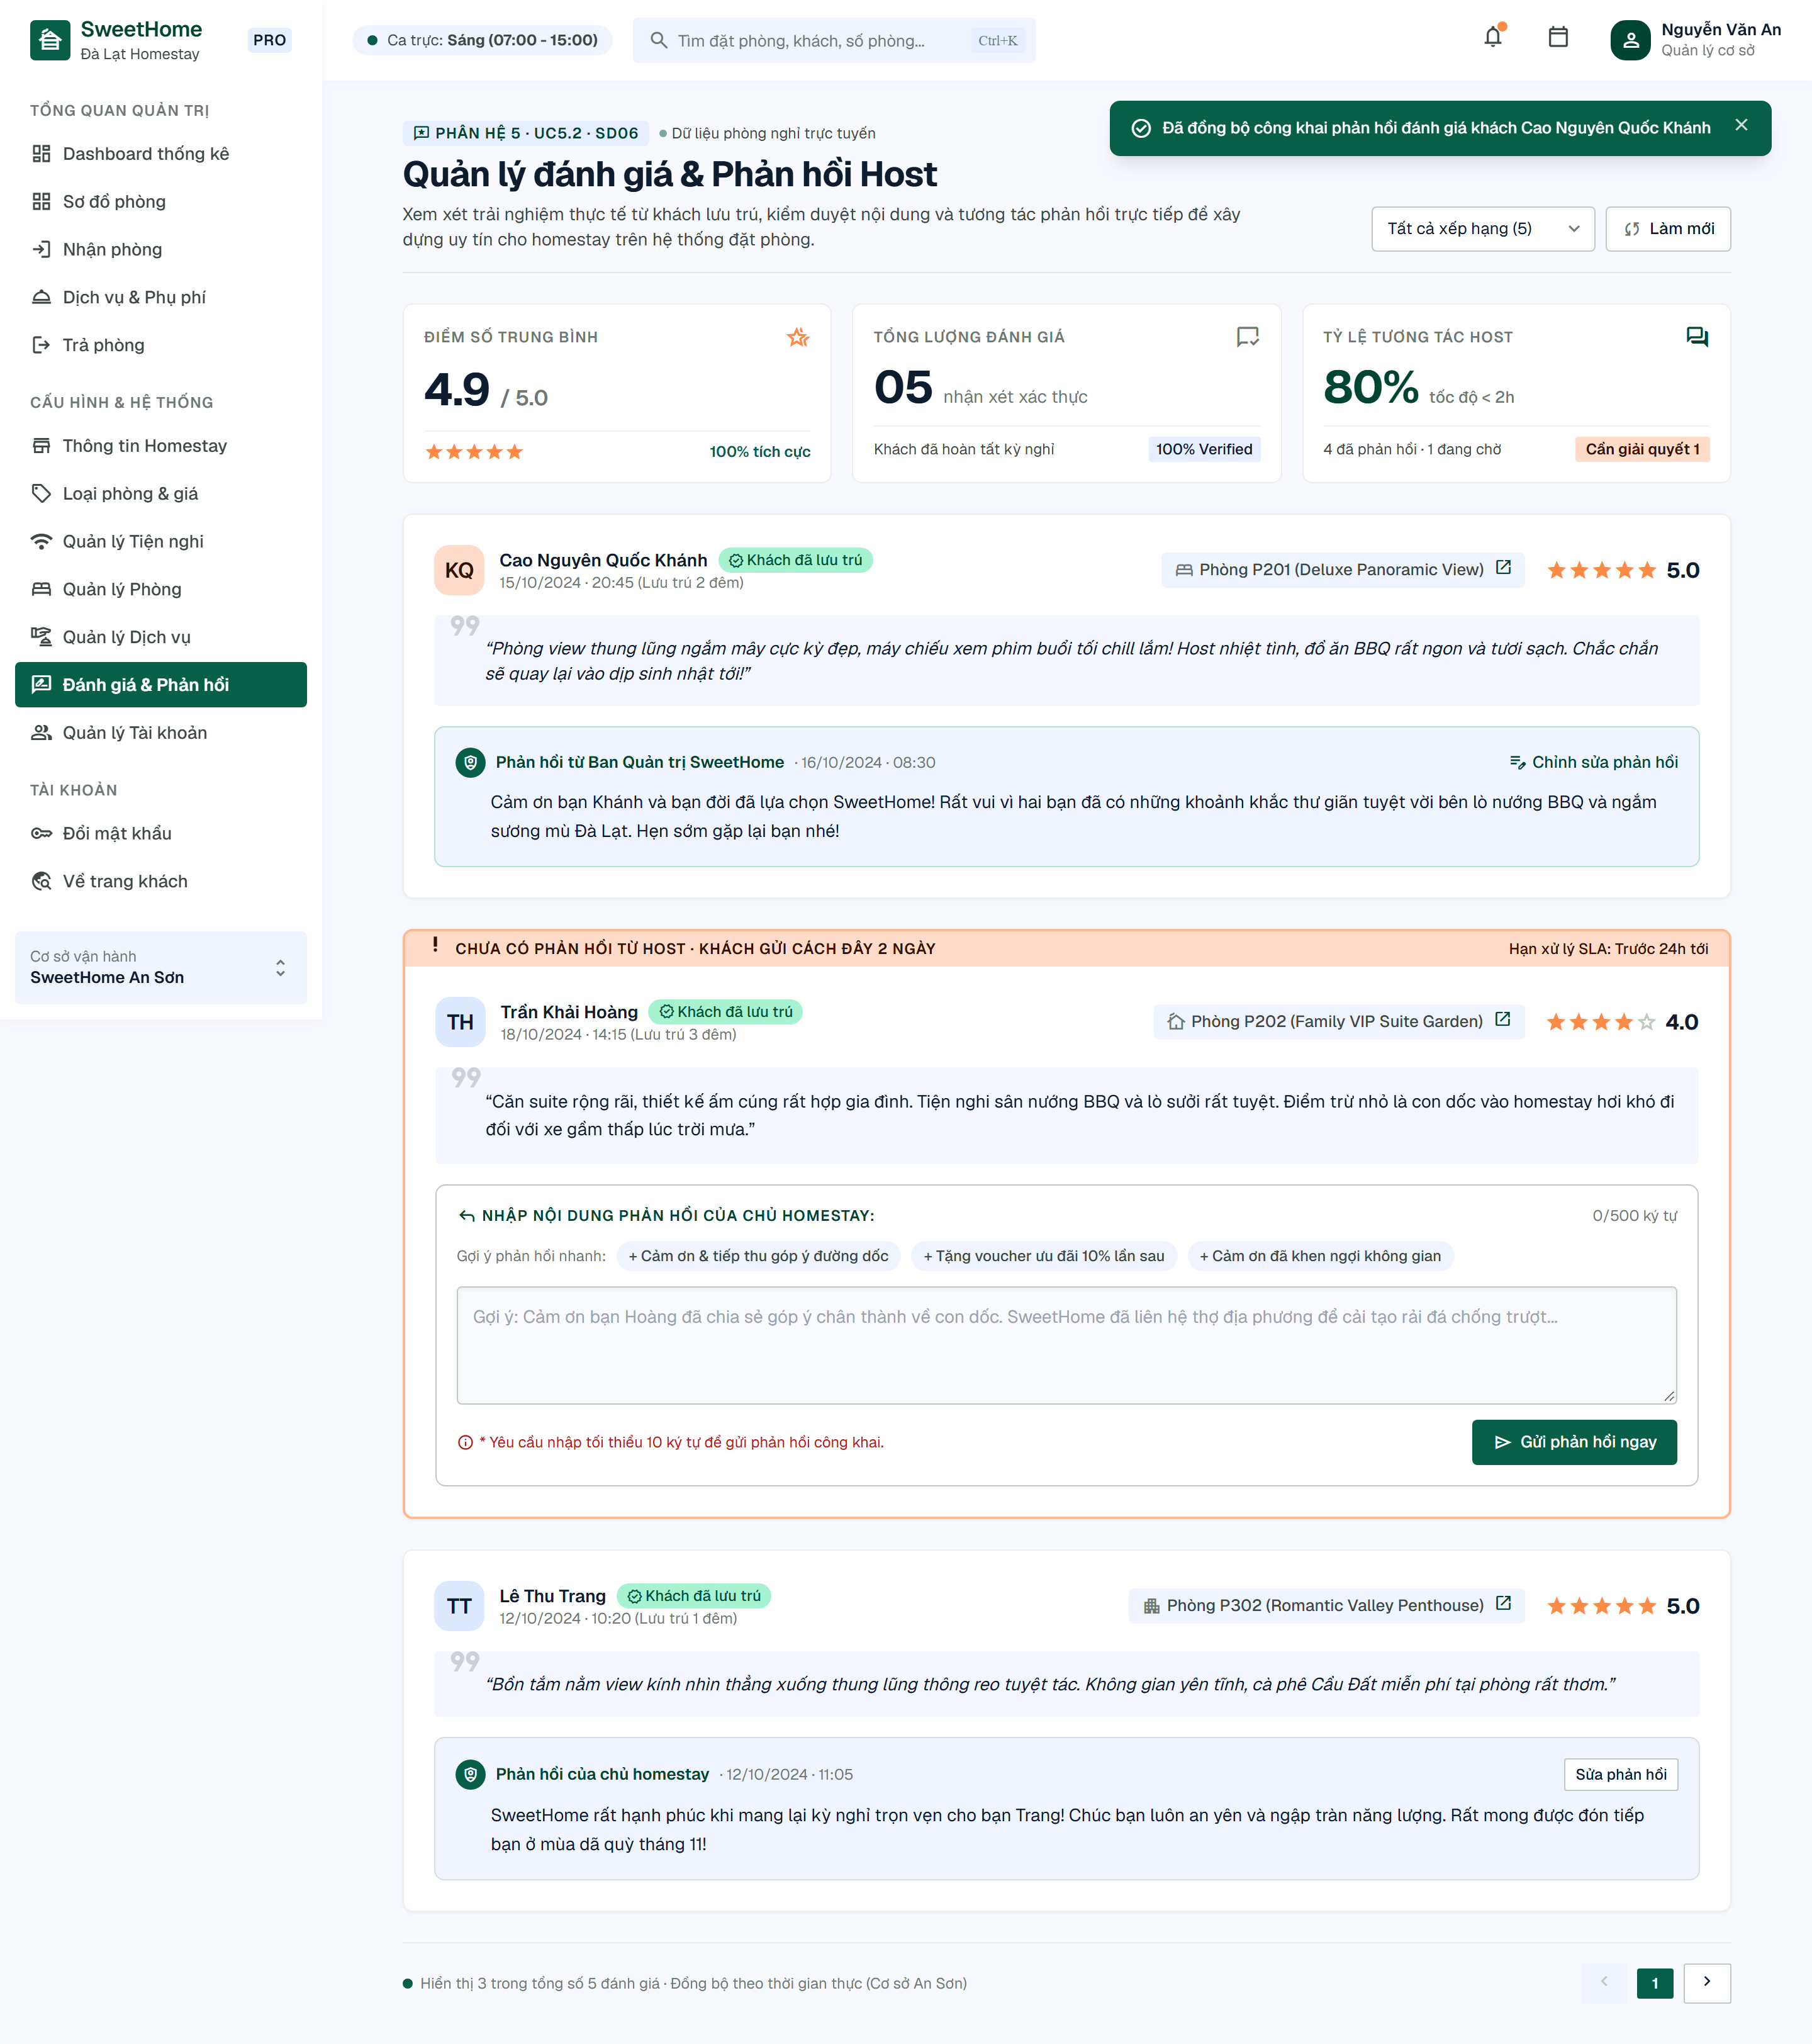 SweetHome
Đà Lạt Homestay
PRO
TỔNG QUAN QUẢN TRỊ
Dashboard thống kê
Sơ đồ phòng
Nhận phòng
Dịch vụ & Phụ phí
Trả phòng
CẤU HÌNH & HỆ THỐNG
Thông tin Homestay
Loại phòng & giá
Quản lý Tiện nghi
Quản lý Phòng
Quản lý Dịch vụ
Đánh giá & Phản hồi
Quản lý Tài khoản
TÀI KHOẢN
Đổi mật khẩu
Về trang khách
Cơ sở vận hành
SweetHome An Sơn
Ca trực: Sáng (07:00 - 15:00)
Tìm đặt phòng, khách, số phòng...
Ctrl+K
Nguyễn Văn An
Quản lý cơ sở
Đã đồng bộ công khai phản hồi đánh giá khách Cao Nguyên Quốc Khánh
PHÂN HỆ 5 · UC5.2 · SD06
Dữ liệu phòng nghỉ trực tuyến
Quản lý đánh giá & Phản hồi Host
Xem xét trải nghiệm thực tế từ khách lưu trú, kiểm duyệt nội dung và tương tác phản hồi trực tiếp để xây
dựng uy tín cho homestay trên hệ thống đặt phòng.
Tất cả xếp hạng (5)
Làm mới
ĐIỂM SỐ TRUNG BÌNH
4.9 / 5.0
100% tích cực
TỔNG LƯỢNG ĐÁNH GIÁ
05 nhận xét xác thực
Khách đã hoàn tất kỳ nghỉ
100% Verified
TỶ LỆ TƯƠNG TÁC HOST
80% tốc độ < 2h
4 đã phản hồi · 1 đang chờ
Cần giải quyết 1
KQ
Cao Nguyên Quốc Khánh
Khách đã lưu trú
15/10/2024 · 20:45 (Lưu trú 2 đêm)
Phòng P201 (Deluxe Panoramic View)
5.0
“Phòng view thung lũng ngắm mây cực kỳ đẹp, máy chiếu xem phim buổi tối chill lắm! Host nhiệt tình, đồ ăn BBQ rất ngon và tươi sạch. Chắc chắn
sẽ quay lại vào dịp sinh nhật tới!”
Phản hồi từ Ban Quản trị SweetHome · 16/10/2024 · 08:30
Chỉnh sửa phản hồi
Cảm ơn bạn Khánh và bạn đời đã lựa chọn SweetHome! Rất vui vì hai bạn đã có những khoảnh khắc thư giãn tuyệt vời bên lò nướng BBQ và ngắm
sương mù Đà Lạt. Hẹn sớm gặp lại bạn nhé!
CHƯA CÓ PHẢN HỒI TỪ HOST · KHÁCH GỬI CÁCH ĐÂY 2 NGÀY
Hạn xử lý SLA: Trước 24h tới
TH
Trần Khải Hoàng
Khách đã lưu trú
18/10/2024 · 14:15 (Lưu trú 3 đêm)
Phòng P202 (Family VIP Suite Garden)
4.0
“Căn suite rộng rãi, thiết kế ấm cúng rất hợp gia đình. Tiện nghi sân nướng BBQ và lò sưởi rất tuyệt. Điểm trừ nhỏ là con dốc vào homestay hơi khó đi
đối với xe gầm thấp lúc trời mưa.”
NHẬP NỘI DUNG PHẢN HỒI CỦA CHỦ HOMESTAY:
0/500 ký tự
Gợi ý phản hồi nhanh:
+ Cảm ơn & tiếp thu góp ý đường dốc
+ Tặng voucher ưu đãi 10% lần sau
+ Cảm ơn đã khen ngợi không gian
Gợi ý: Cảm ơn bạn Hoàng đã chia sẻ góp ý chân thành về con dốc. SweetHome đã liên hệ thợ địa phương để cải tạo rải đá chống trượt...
* Yêu cầu nhập tối thiểu 10 ký tự để gửi phản hồi công khai.
Gửi phản hồi ngay
TT
Lê Thu Trang
Khách đã lưu trú
12/10/2024 · 10:20 (Lưu trú 1 đêm)
Phòng P302 (Romantic Valley Penthouse)
5.0
“Bồn tắm nằm view kính nhìn thẳng xuống thung lũng thông reo tuyệt tác. Không gian yên tĩnh, cà phê Cầu Đất miễn phí tại phòng rất thơm.”
Phản hồi của chủ homestay · 12/10/2024 · 11:05
Sửa phản hồi
SweetHome rất hạnh phúc khi mang lại kỳ nghỉ trọn vẹn cho bạn Trang! Chúc bạn luôn an yên và ngập tràn năng lượng. Rất mong được đón tiếp
bạn ở mùa dã quỳ tháng 11!
Hiển thị 3 trong tổng số 5 đánh giá · Đồng bộ theo thời gian thực (Cơ sở An Sơn)
1